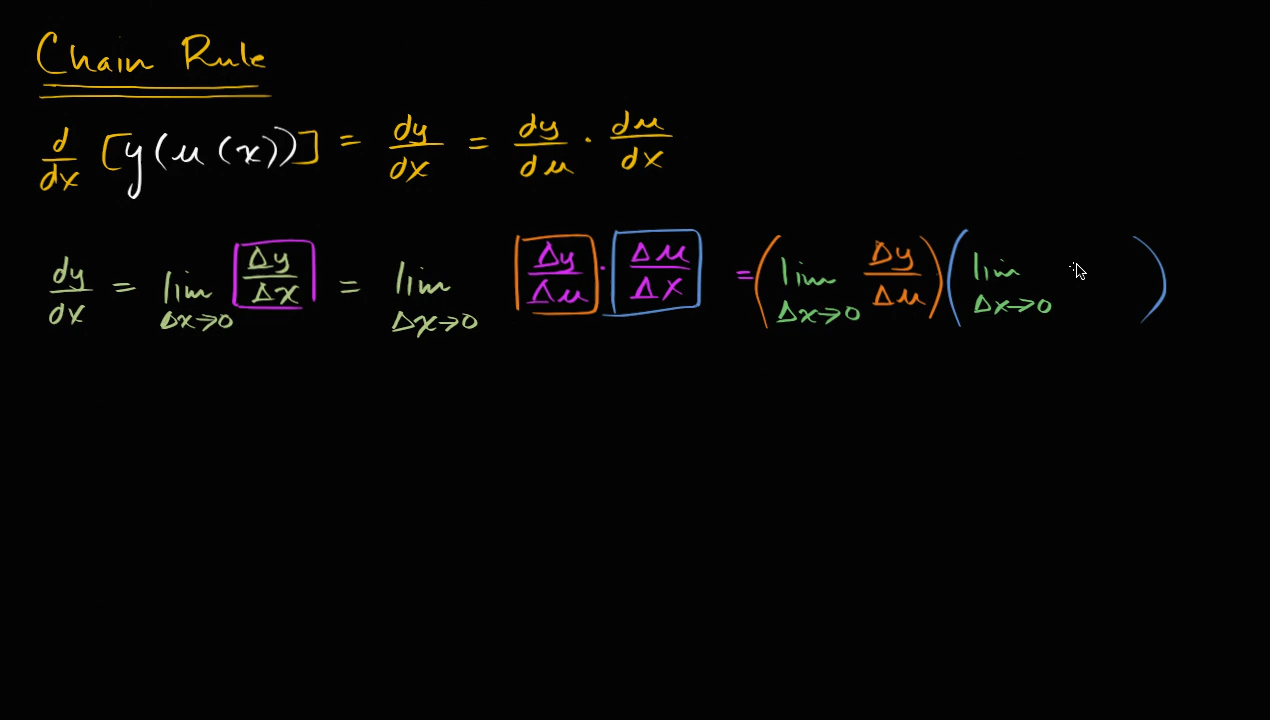 Chain Rule
d/dx [y(u(x))] = dy/dx = dy/du · du/dx
dy/dx = lim Δx→0 Δy/Δx = lim Δx→0 Δy/Δu · Δu/Δx = (lim Δx→0 Δy/Δu)(lim Δx→0 )